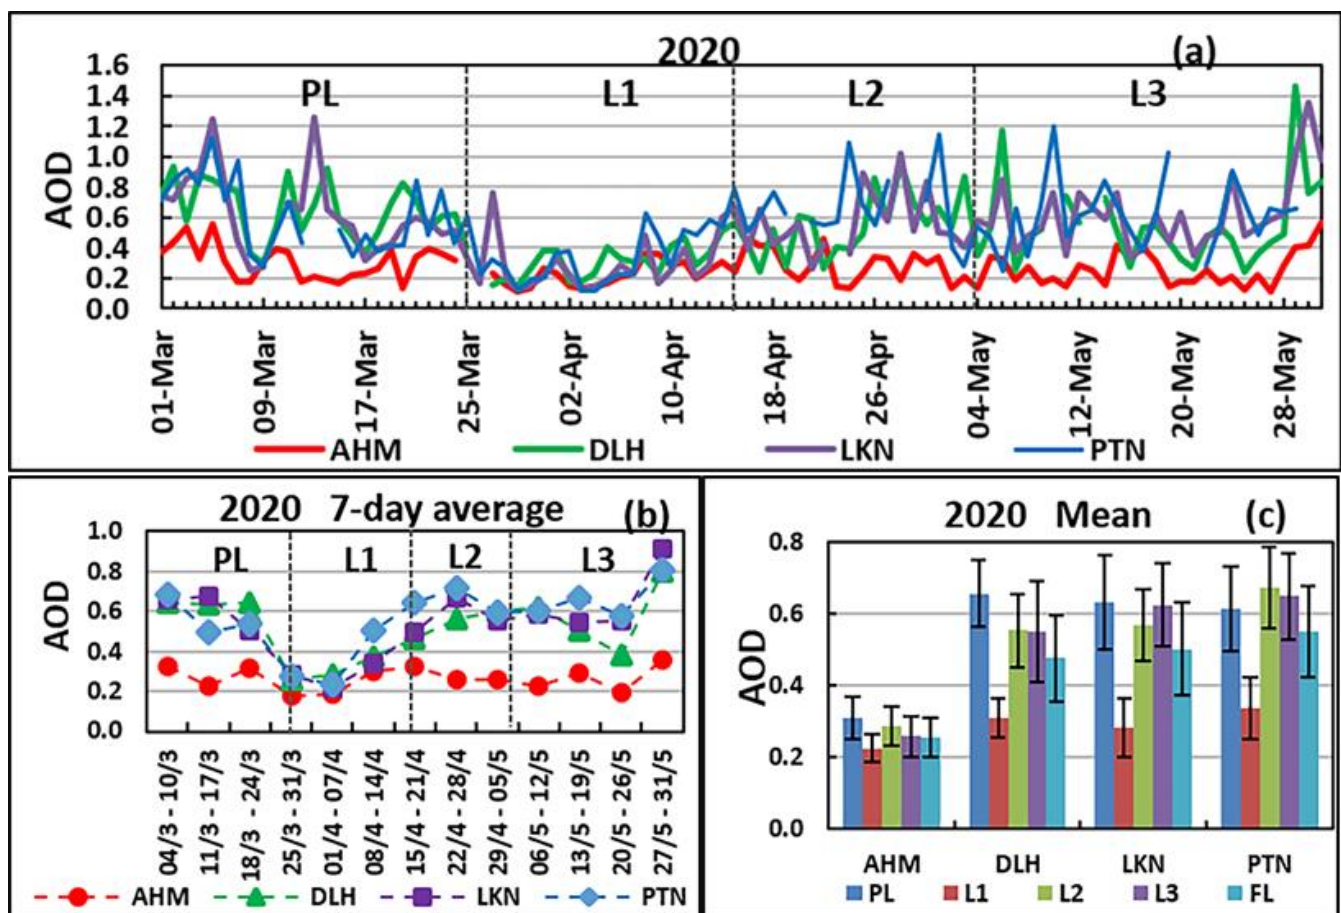 2020 (a)
PL L1 L2 L3
AOD
1.6
1.4
1.2
1.0
0.8
0.6
0.4
0.2
0.0
01-Mar 09-Mar 17-Mar 25-Mar 02-Apr 10-Apr 18-Apr 26-Apr 04-May 12-May 20-May 28-May
AHM DLH LKN PTN
2020 7-day average (b)
PL L1 L2 L3
AOD
1.0
0.8
0.6
0.4
0.2
0.0
04/3 - 10/3 11/3 - 17/3 18/3 - 24/3 25/3 - 31/3 01/4 - 07/4 08/4 - 14/4 15/4 - 21/4 22/4 - 28/4 29/4 - 05/5 06/5 - 12/5 13/5 - 19/5 20/5 - 26/5 27/5 - 31/5
AHM DLH LKN PTN
2020 Mean (c)
AOD
0.8
0.6
0.4
0.2
0.0
AHM DLH LKN PTN
PL L1 L2 L3 FL